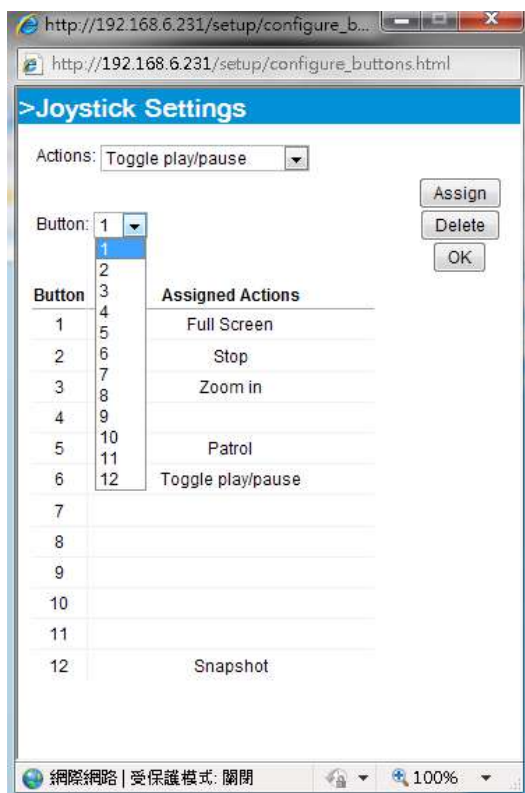 http://192.168.6.231/setup/configure_b...
http://192.168.6.231/setup/configure_buttons.html
>Joystick Settings
Actions: Toggle play/pause
Assign
Button: 1
Delete
OK
1
2
3
4
5
6
7
8
9
10
11
12
Button Assigned Actions
1 Full Screen
2 Stop
3 Zoom in
4
5 Patrol
6 Toggle play/pause
7
8
9
10
11
12 Snapshot
網際網路 | 受保護模式: 關閉
100%